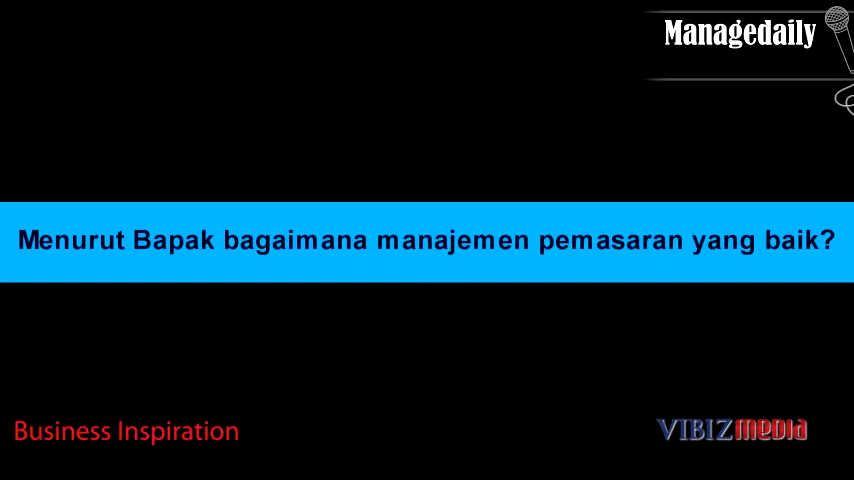 Managedaily
Menurut Bapak bagaimana manajemen pemasaran yang baik?
Business Inspiration
VIBIZmedia